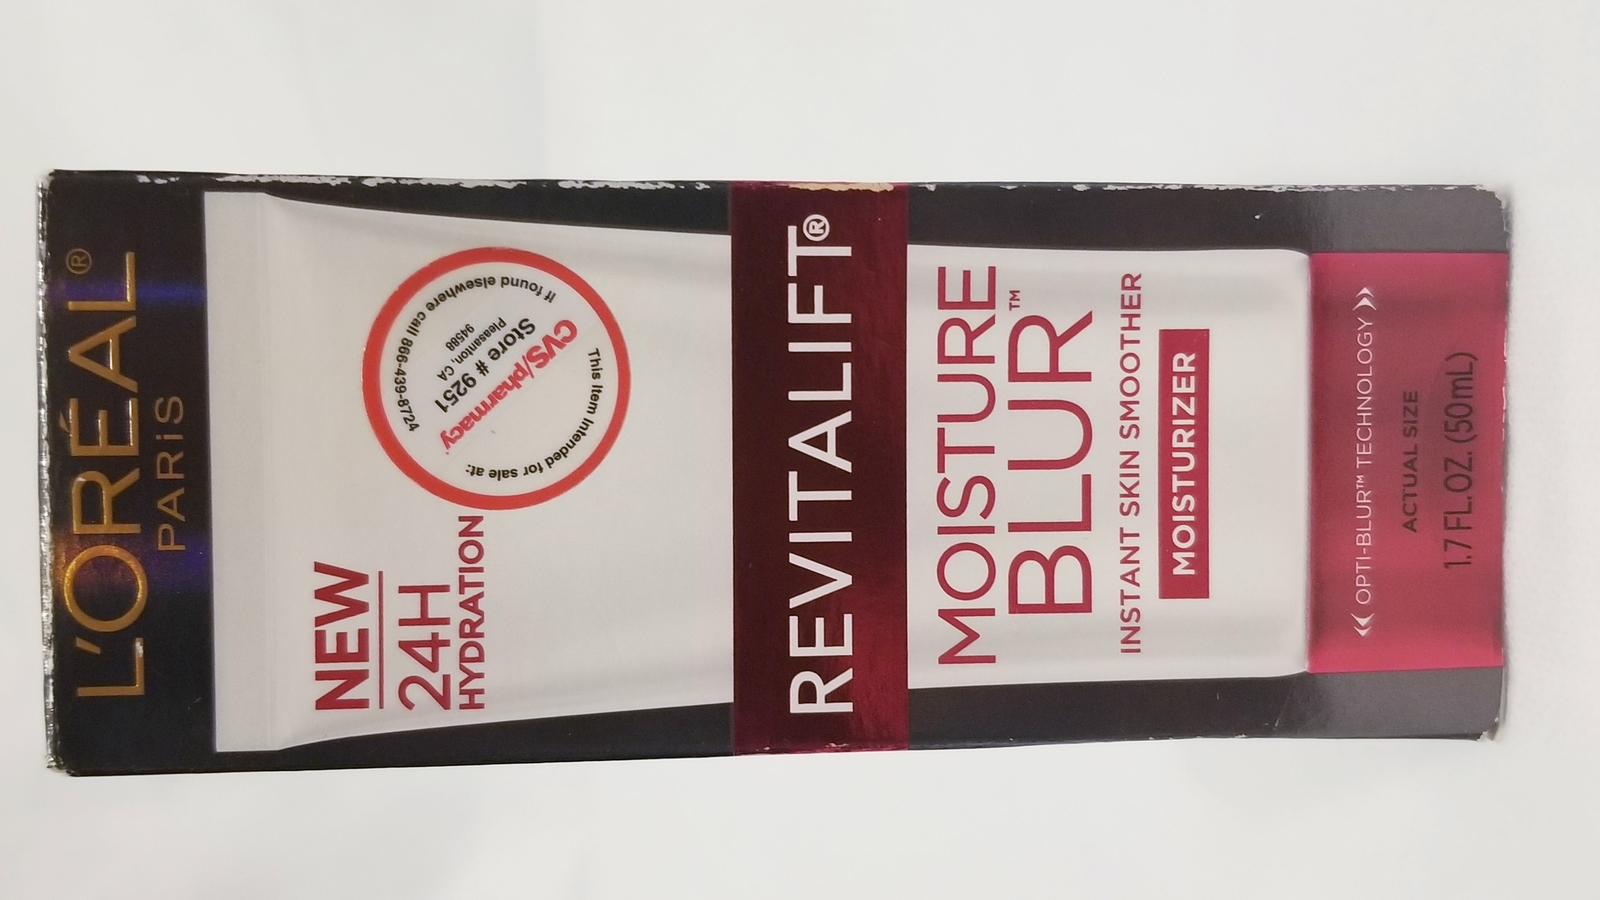 L'ORÉAL®
PARiS
NEW
24H
HYDRATION
This item intended for sale at:
CVS/pharmacy
Store # 9251
Pleasanton, CA
94588
If found elsewhere call 866-439-8724
REVITALIFT®
MOISTURE
BLUR™
INSTANT SKIN SMOOTHER
MOISTURIZER
OPTI-BLUR™ TECHNOLOGY
ACTUAL SIZE
1.7 FL.OZ. (50mL)